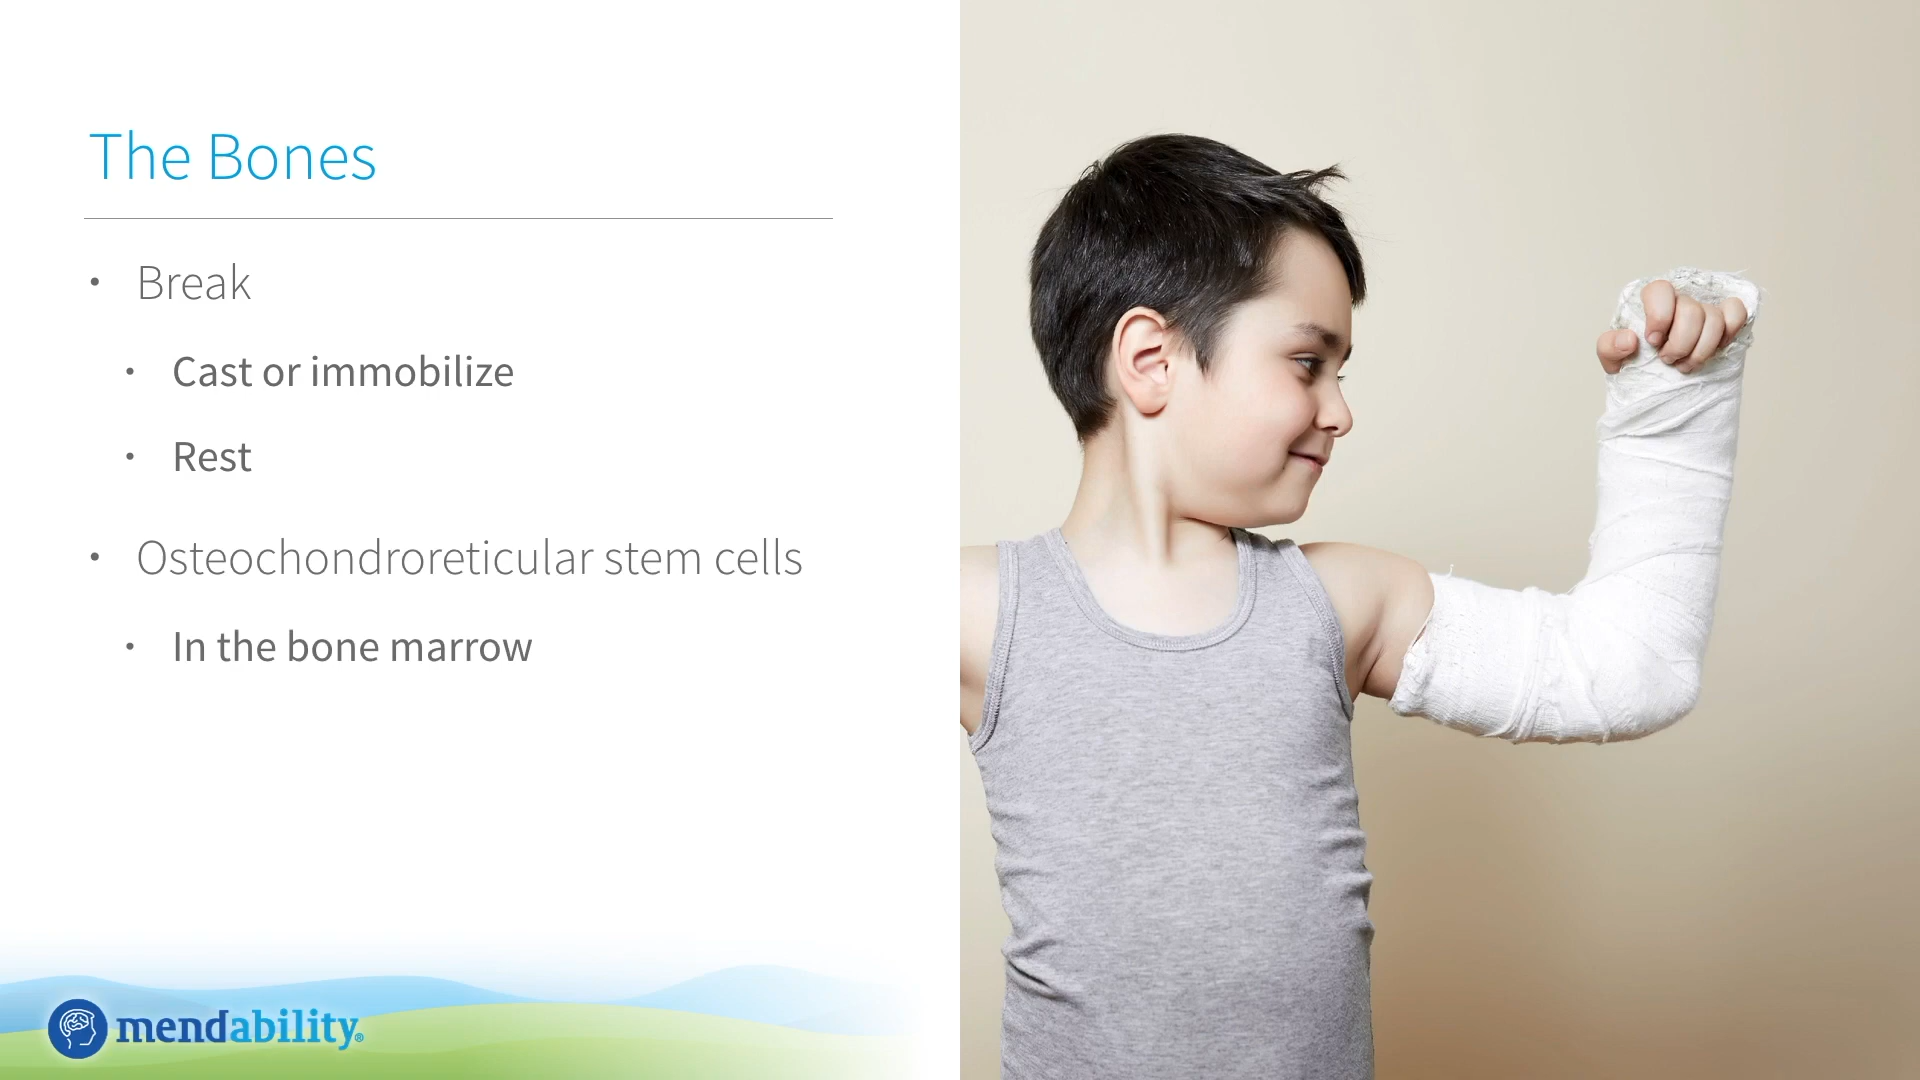 The Bones
• Break
• Cast or immobilize
• Rest
• Osteochondroreticular stem cells
• In the bone marrow
mendability®